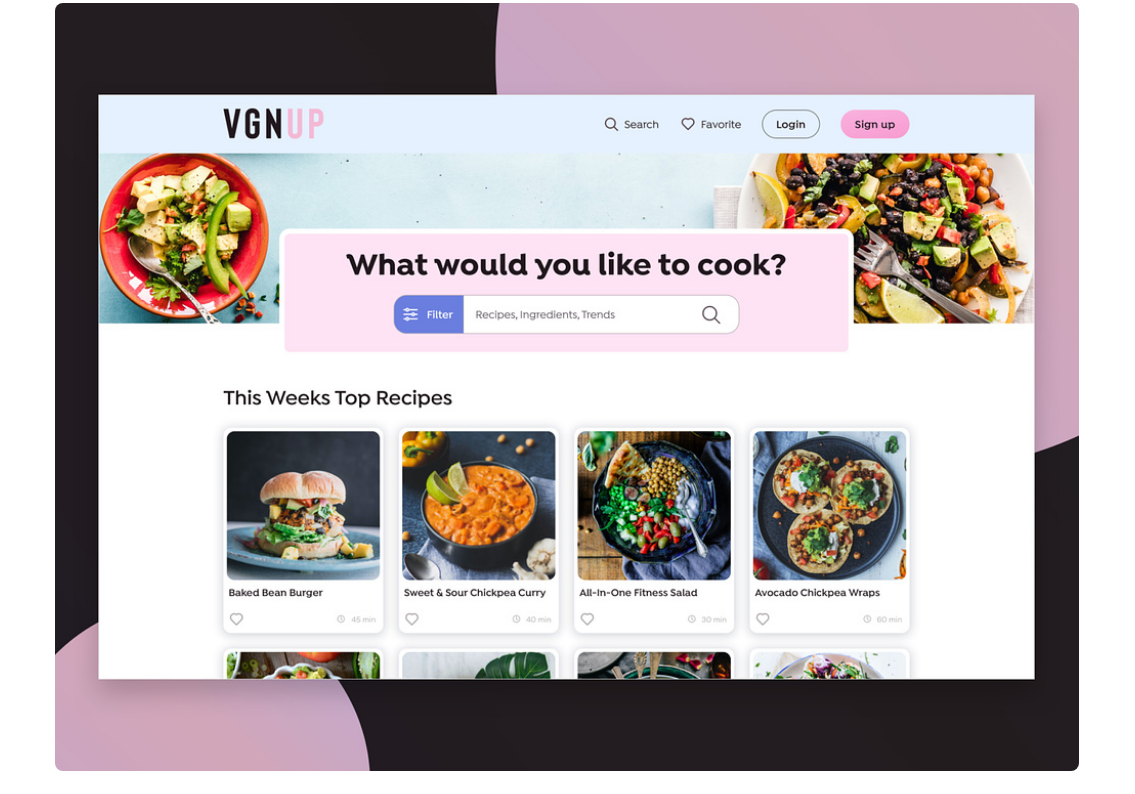 VGNUP
Search
Favorite
Login
Sign up
What would you like to cook?
Filter
Recipes, Ingredients, Trends
This Weeks Top Recipes
Baked Bean Burger
45 min
Sweet & Sour Chickpea Curry
40 min
All-In-One Fitness Salad
30 min
Avocado Chickpea Wraps
60 min